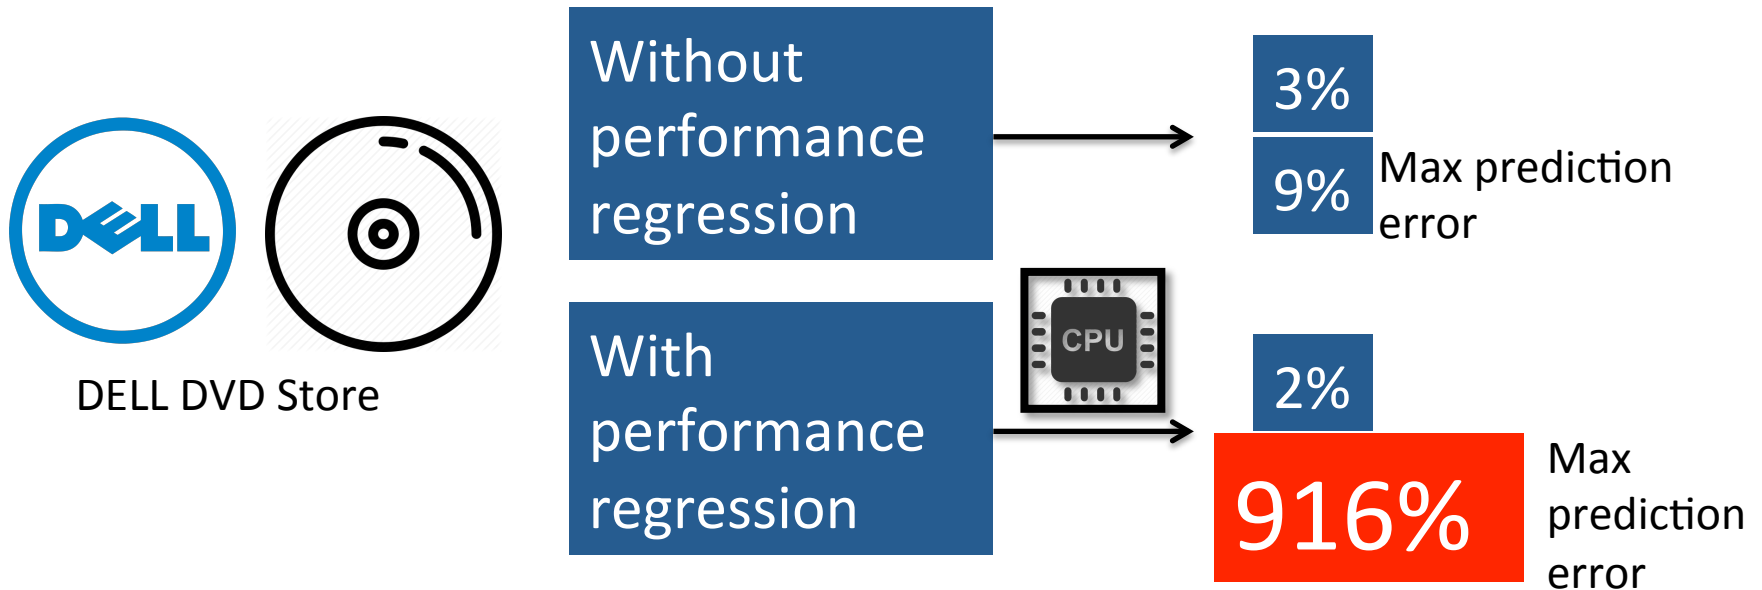 DELL
DELL DVD Store
Without
performance
regression
3%
9%
Max prediction
error
With
performance
regression
CPU
2%
916%
Max
prediction
error